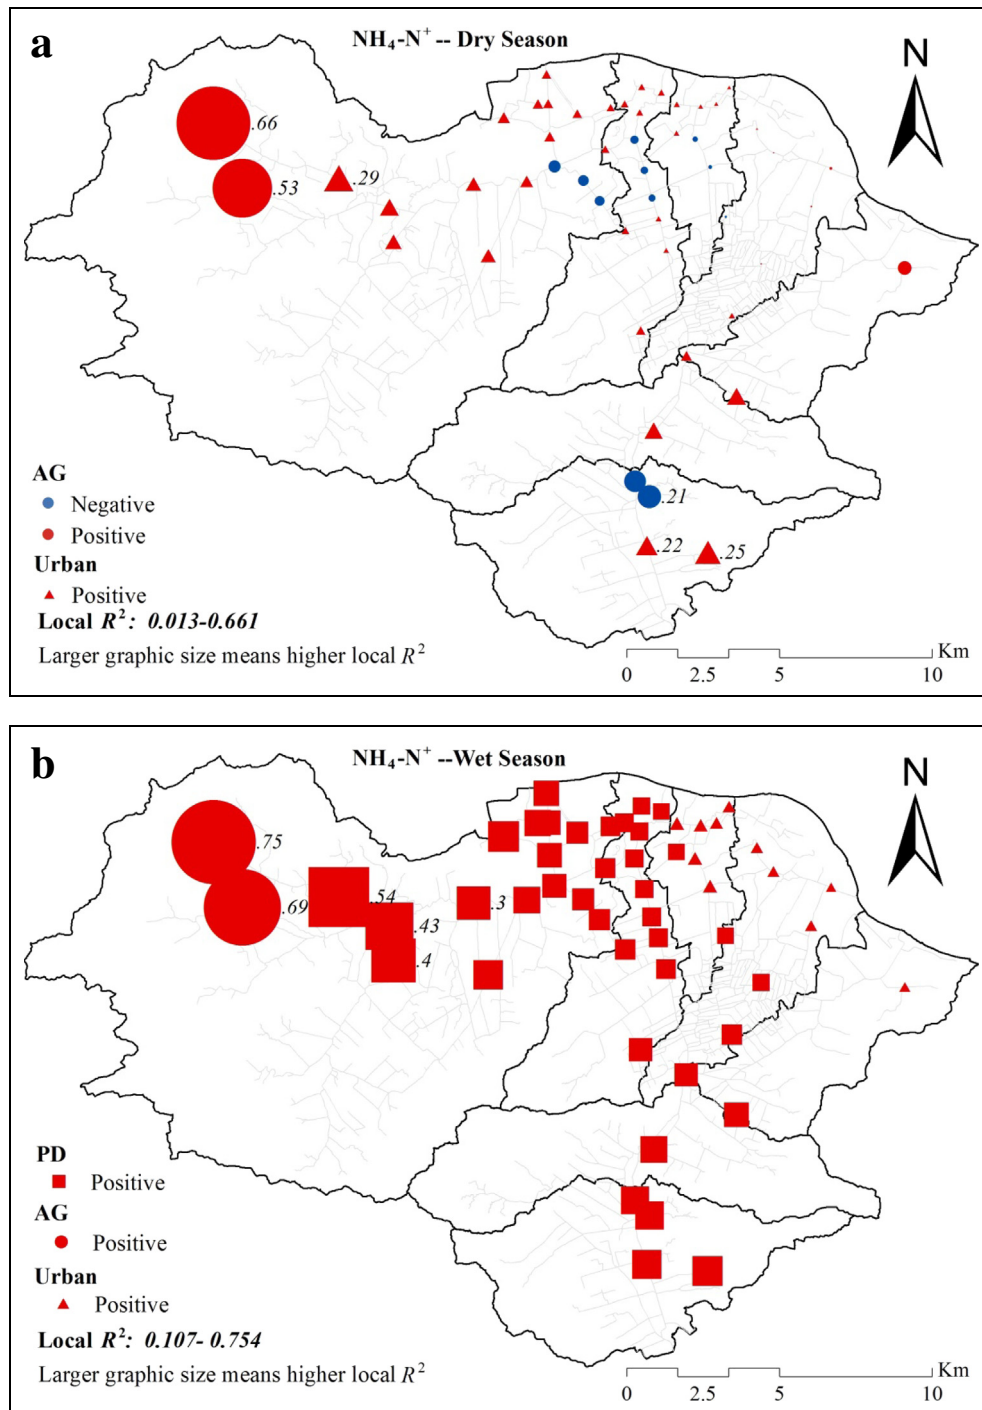 a
NH₄-N⁺ -- Dry Season
N
.66
.53
.29
.21
.22
.25
AG
Negative
Positive
Urban
Positive
Local R²: 0.013-0.661
Larger graphic size means higher local R²
Km
0 2.5 5 10
b
NH₄-N⁺ --Wet Season
N
.75
.69
.54
.43
.4
.3
PD
Positive
AG
Positive
Urban
Positive
Local R²: 0.107- 0.754
Larger graphic size means higher local R²
Km
0 2.5 5 10